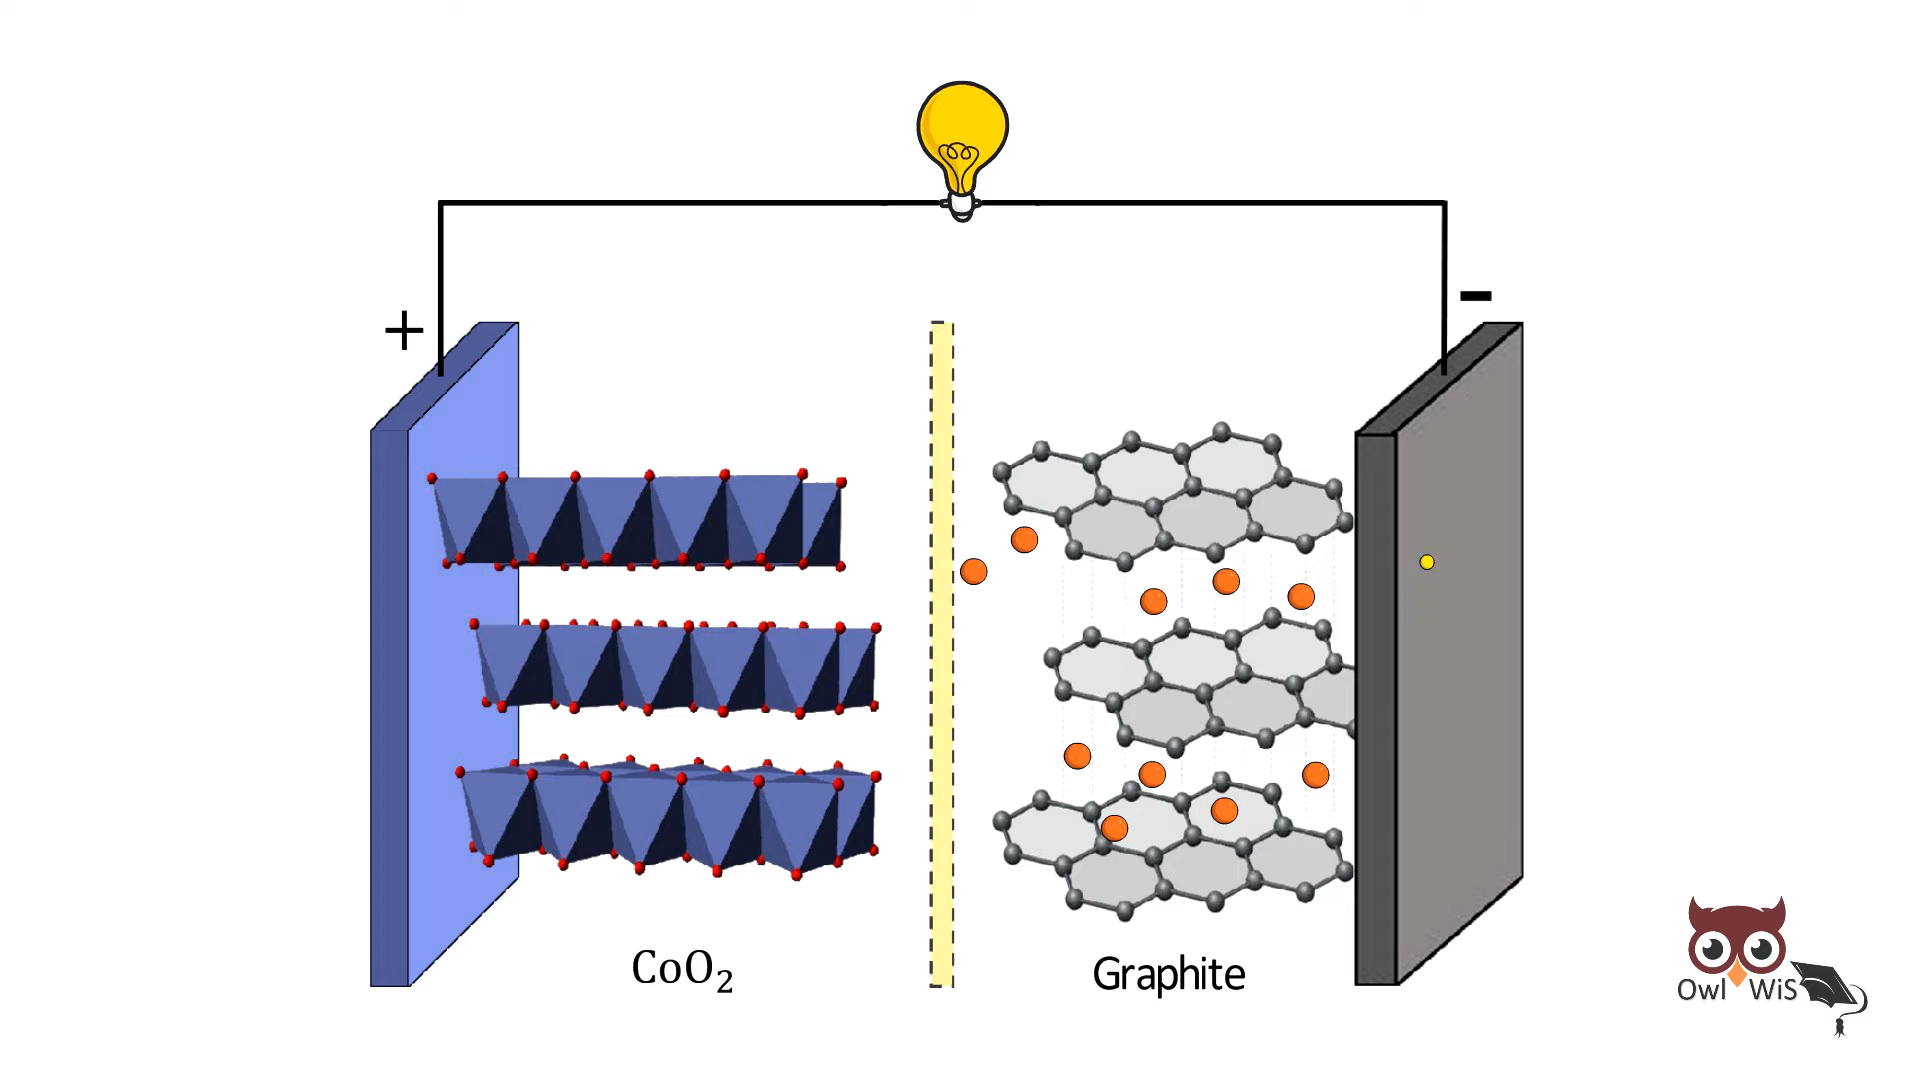 +
-
CoO₂
Graphite
Owl WiS